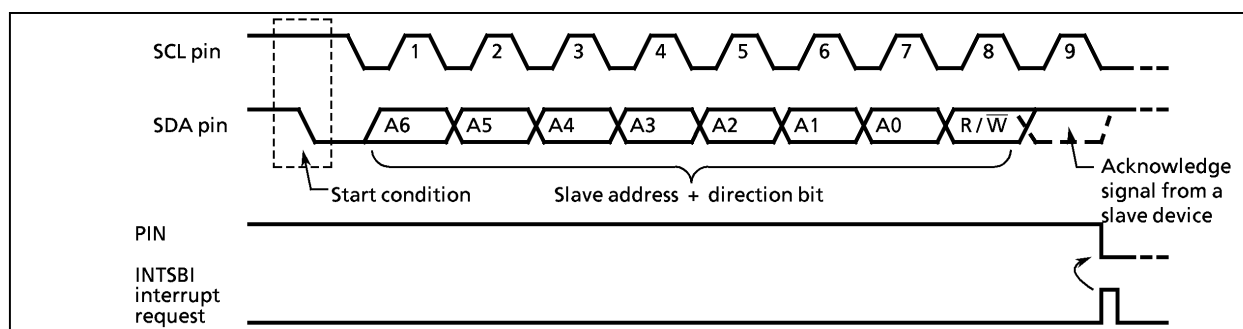 SCL pin
1 2 3 4 5 6 7 8 9
SDA pin
A6 A5 A4 A3 A2 A1 A0 R / W̅
Start condition
Slave address + direction bit
Acknowledge
signal from a
slave device
PIN
INTSBI
interrupt
request